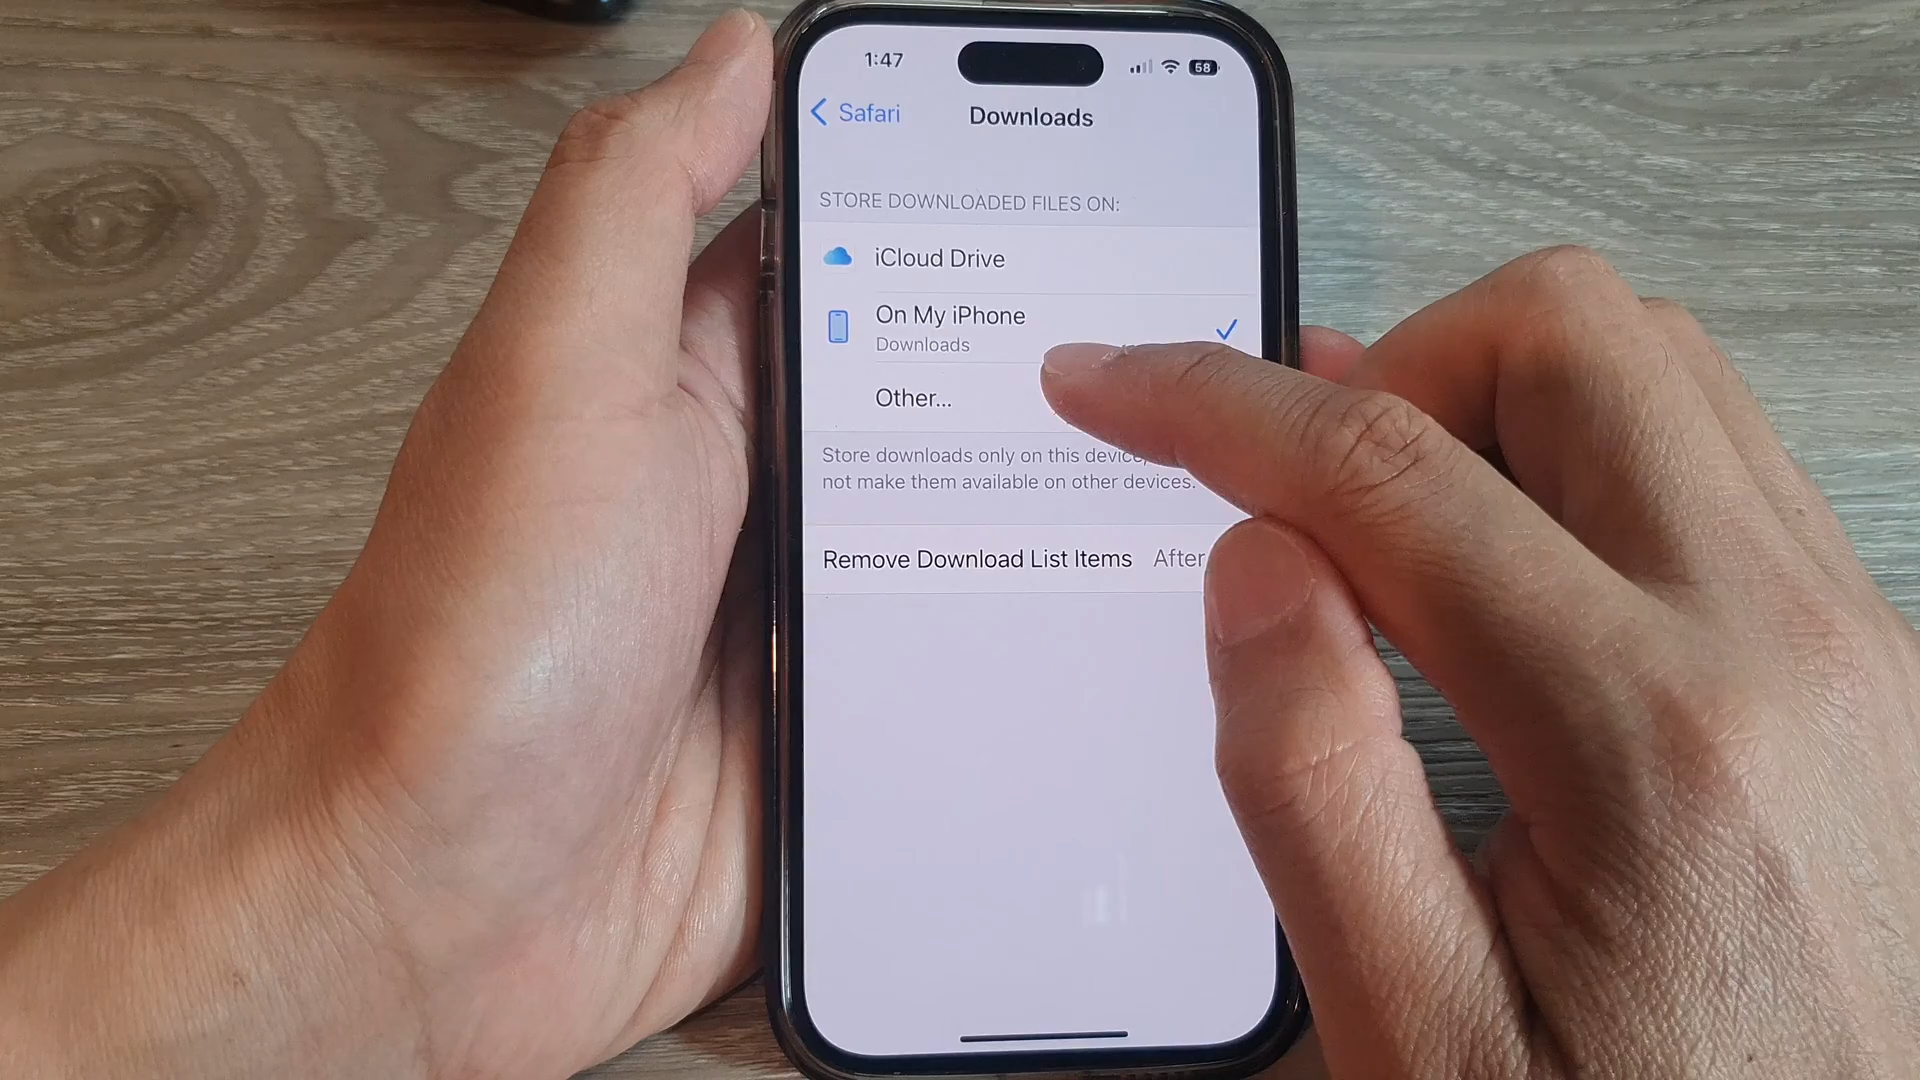 1:47
58
Safari
Downloads
STORE DOWNLOADED FILES ON:
iCloud Drive
On My iPhone
Downloads
Other...
Store downloads only on this device,
not make them available on other devices.
Remove Download List Items After